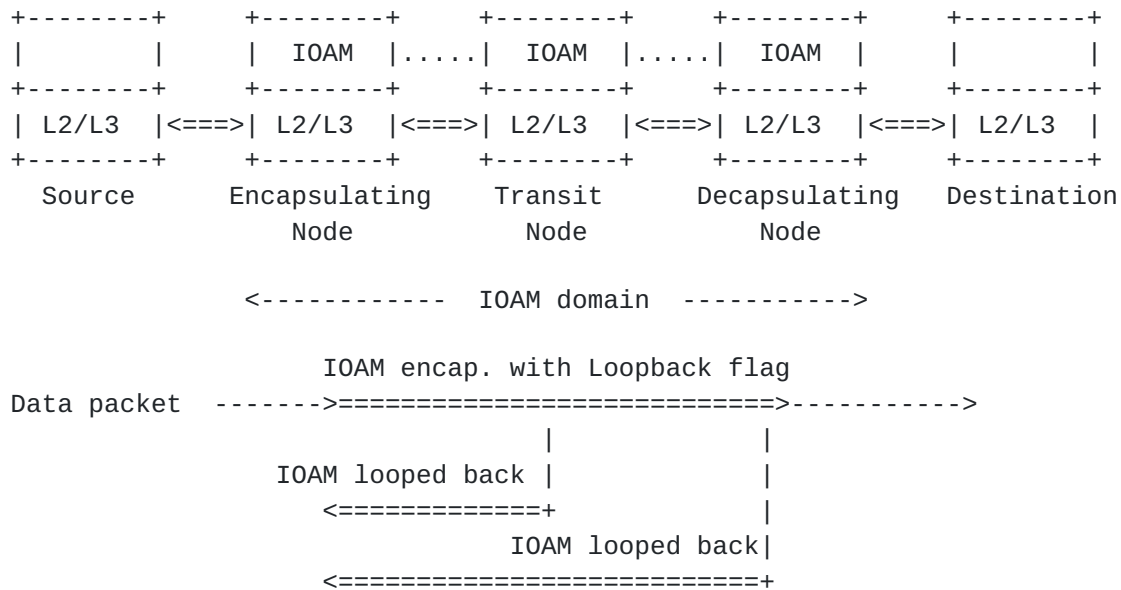 +--------+     +--------+     +--------+     +--------+     +--------+
|        |     |  IOAM  |.....|  IOAM  |.....|  IOAM  |     |        |
+--------+     +--------+     +--------+     +--------+     +--------+
| L2/L3  |<===>| L2/L3  |<===>| L2/L3  |<===>| L2/L3  |<===>| L2/L3  |
+--------+     +--------+     +--------+     +--------+     +--------+
  Source      Encapsulating    Transit      Decapsulating   Destination
                  Node           Node           Node

               <------------  IOAM domain  ----------->

                    IOAM encap. with Loopback flag
Data packet  ------->============================>----------->
                                  |             |
                 IOAM looped back |             |
                    <=============+             |
                                IOAM looped back|
                    <===========================+